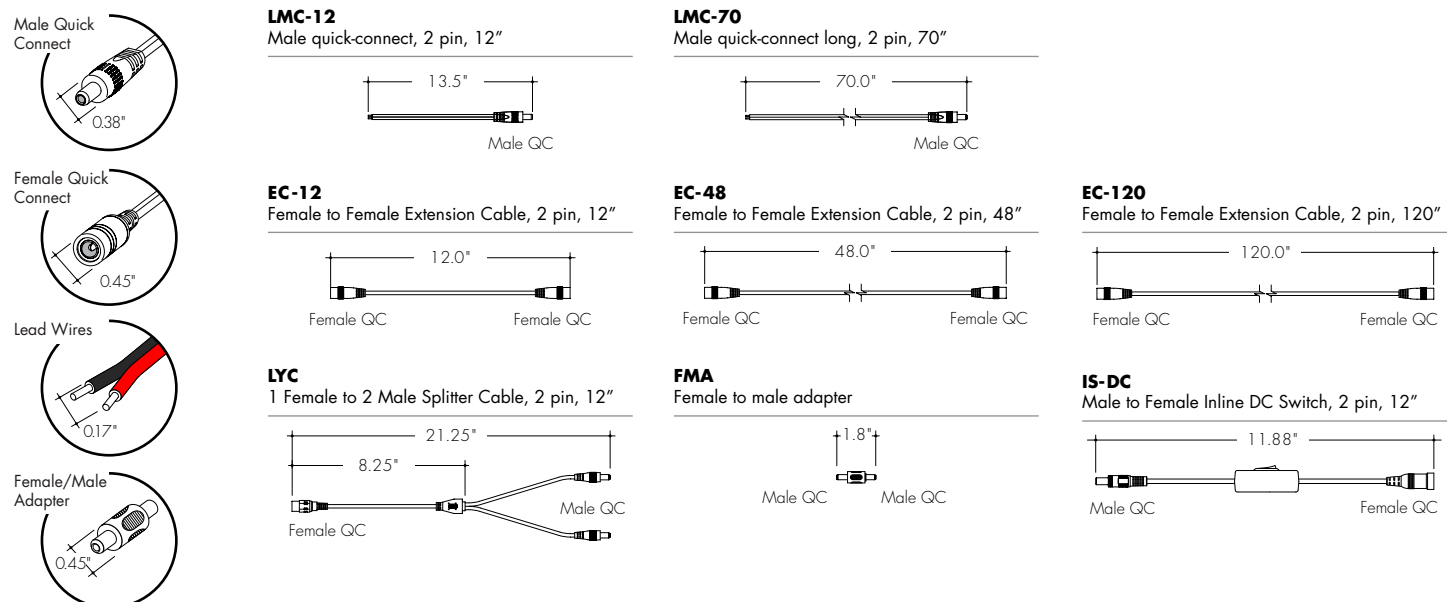 Male Quick
Connect
0.38"
Female Quick
Connect
0.45"
Lead Wires
0.17"
Female/Male
Adapter
0.45"
LMC-12
Male quick-connect, 2 pin, 12”
13.5"
Male QC
LMC-70
Male quick-connect long, 2 pin, 70”
70.0"
Male QC
EC-12
Female to Female Extension Cable, 2 pin, 12”
12.0"
Female QC Female QC
EC-48
Female to Female Extension Cable, 2 pin, 48”
48.0"
Female QC Female QC
EC-120
Female to Female Extension Cable, 2 pin, 120”
120.0"
Female QC Female QC
LYC
1 Female to 2 Male Splitter Cable, 2 pin, 12”
21.25"
8.25"
Male QC
Female QC
FMA
Female to male adapter
1.8"
Male QC Male QC
IS-DC
Male to Female Inline DC Switch, 2 pin, 12”
11.88"
Male QC Female QC